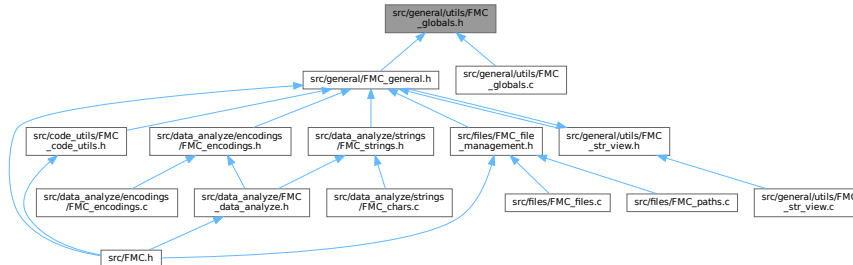 src/general/utils/FMC
_globals.h
src/general/FMC_general.h
src/general/utils/FMC
_globals.c
src/code_utils/FMC
_code_utils.h
src/data_analyze/encodings
/FMC_encodings.h
src/data_analyze/strings
/FMC_strings.h
src/files/FMC_file
_management.h
src/general/utils/FMC
_str_view.h
src/data_analyze/encodings
/FMC_encodings.c
src/data_analyze/FMC
_data_analyze.h
src/data_analyze/strings
/FMC_chars.c
src/files/FMC_files.c
src/files/FMC_paths.c
src/general/utils/FMC
_str_view.c
src/FMC.h